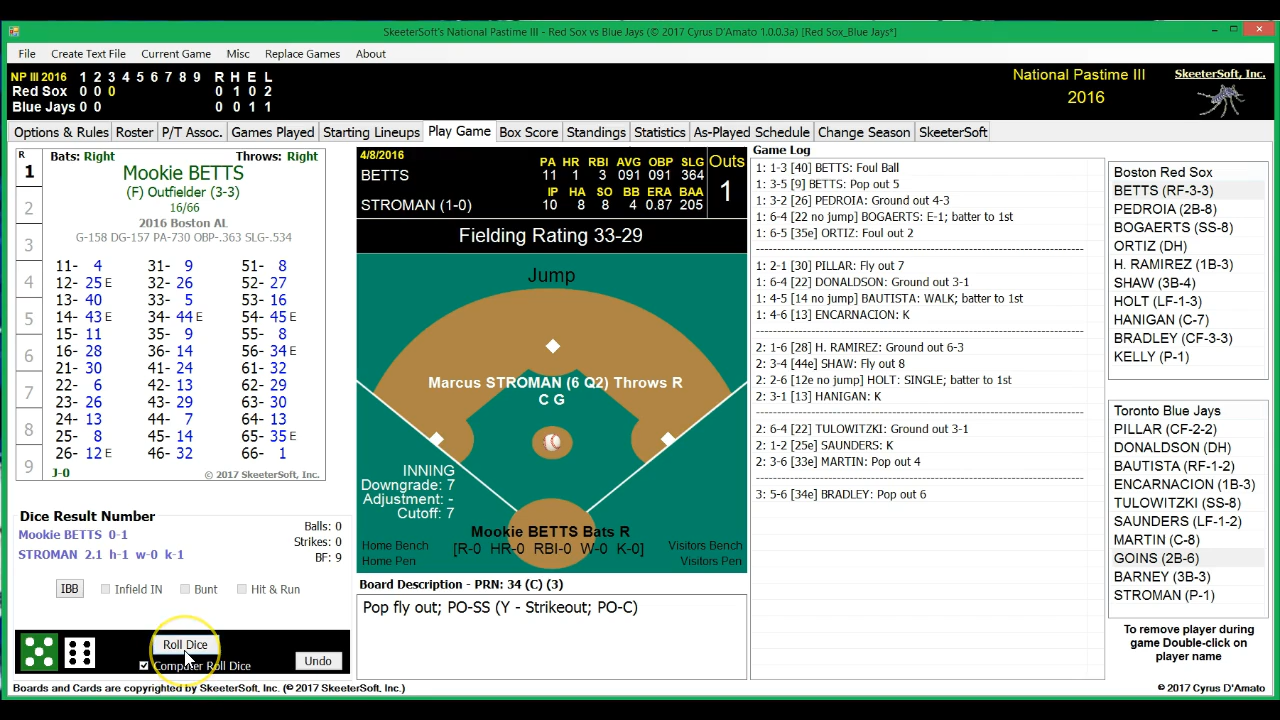 SkeeterSoft's National Pastime III - Red Sox vs Blue Jays (© 2017 Cyrus D'Amato 1.0.0.3a) [Red Sox_Blue Jays*]
File Create Text File Current Game Misc Replace Games About
NP III 2016 1 2 3 4 5 6 7 8 9 R H E L
Red Sox 0 0 0 0 1 0 2
Blue Jays 0 0 0 0 1 1
National Pastime III
2016
SkeeterSoft, Inc.
Options & Rules Roster P/T Assoc. Games Played Starting Lineups Play Game Box Score Standings Statistics As-Played Schedule Change Season SkeeterSoft
R
1
2
3
4
5
6
7
8
9
Bats: Right Throws: Right
Mookie BETTS
(F) Outfielder (3-3)
16/66
2016 Boston AL
G-158 DG-157 PA-730 OBP-.363 SLG-.534
11- 4 31- 9 51- 8
12- 25 E 32- 26 52- 27
13- 40 33- 5 53- 16
14- 43 E 34- 44 E 54- 45 E
15- 11 35- 9 55- 8
16- 28 36- 14 56- 34 E
21- 30 41- 24 61- 32
22- 6 42- 13 62- 29
23- 26 43- 29 63- 30
24- 13 44- 7 64- 13
25- 8 45- 14 65- 35 E
26- 12 E 46- 32 66- 1
J-0 © 2017 SkeeterSoft, Inc.
Dice Result Number
Mookie BETTS 0-1
STROMAN 2.1 h-1 w-0 k-1
Balls: 0
Strikes: 0
BF: 9
IBB Infield IN Bunt Hit & Run
Roll Dice
Computer Roll Dice
Undo
Boards and Cards are copyrighted by SkeeterSoft, Inc. (© 2017 SkeeterSoft, Inc.)
4/8/2016 PA HR RBI AVG OBP SLG
BETTS 11 1 3 091 091 364
IP HA SO BB ERA BAA
STROMAN (1-0) 10 8 8 4 0.87 205
Outs
1
Fielding Rating 33-29
Jump
Marcus STROMAN (6 Q2) Throws R
C G
INNING
Downgrade: 7
Adjustment: -
Cutoff: 7
Mookie BETTS Bats R
[R-0 HR-0 RBI-0 W-0 K-0]
Home Bench
Home Pen
Visitors Bench
Visitors Pen
Board Description - PRN: 34 (C) (3)
Pop fly out; PO-SS (Y - Strikeout; PO-C)
Game Log
1: 1-3 [40] BETTS: Foul Ball
1: 3-5 [9] BETTS: Pop out 5
1: 3-2 [26] PEDROIA: Ground out 4-3
1: 6-4 [22 no jump] BOGAERTS: E-1; batter to 1st
1: 6-5 [35e] ORTIZ: Foul out 2
1: 2-1 [30] PILLAR: Fly out 7
1: 6-4 [22] DONALDSON: Ground out 3-1
1: 4-5 [14 no jump] BAUTISTA: WALK; batter to 1st
1: 4-6 [13] ENCARNACION: K
2: 1-6 [28] H. RAMIREZ: Ground out 6-3
2: 3-4 [44e] SHAW: Fly out 8
2: 2-6 [12e no jump] HOLT: SINGLE; batter to 1st
2: 3-1 [13] HANIGAN: K
2: 6-4 [22] TULOWITZKI: Ground out 3-1
2: 1-2 [25e] SAUNDERS: K
2: 3-6 [33e] MARTIN: Pop out 4
3: 5-6 [34e] BRADLEY: Pop out 6
Boston Red Sox
BETTS (RF-3-3)
PEDROIA (2B-8)
BOGAERTS (SS-8)
ORTIZ (DH)
H. RAMIREZ (1B-3)
SHAW (3B-4)
HOLT (LF-1-3)
HANIGAN (C-7)
BRADLEY (CF-3-3)
KELLY (P-1)
Toronto Blue Jays
PILLAR (CF-2-2)
DONALDSON (DH)
BAUTISTA (RF-1-2)
ENCARNACION (1B-3)
TULOWITZKI (SS-8)
SAUNDERS (LF-1-2)
MARTIN (C-8)
GOINS (2B-6)
BARNEY (3B-3)
STROMAN (P-1)
To remove player during
game Double-click on
player name
© 2017 Cyrus D'Amato